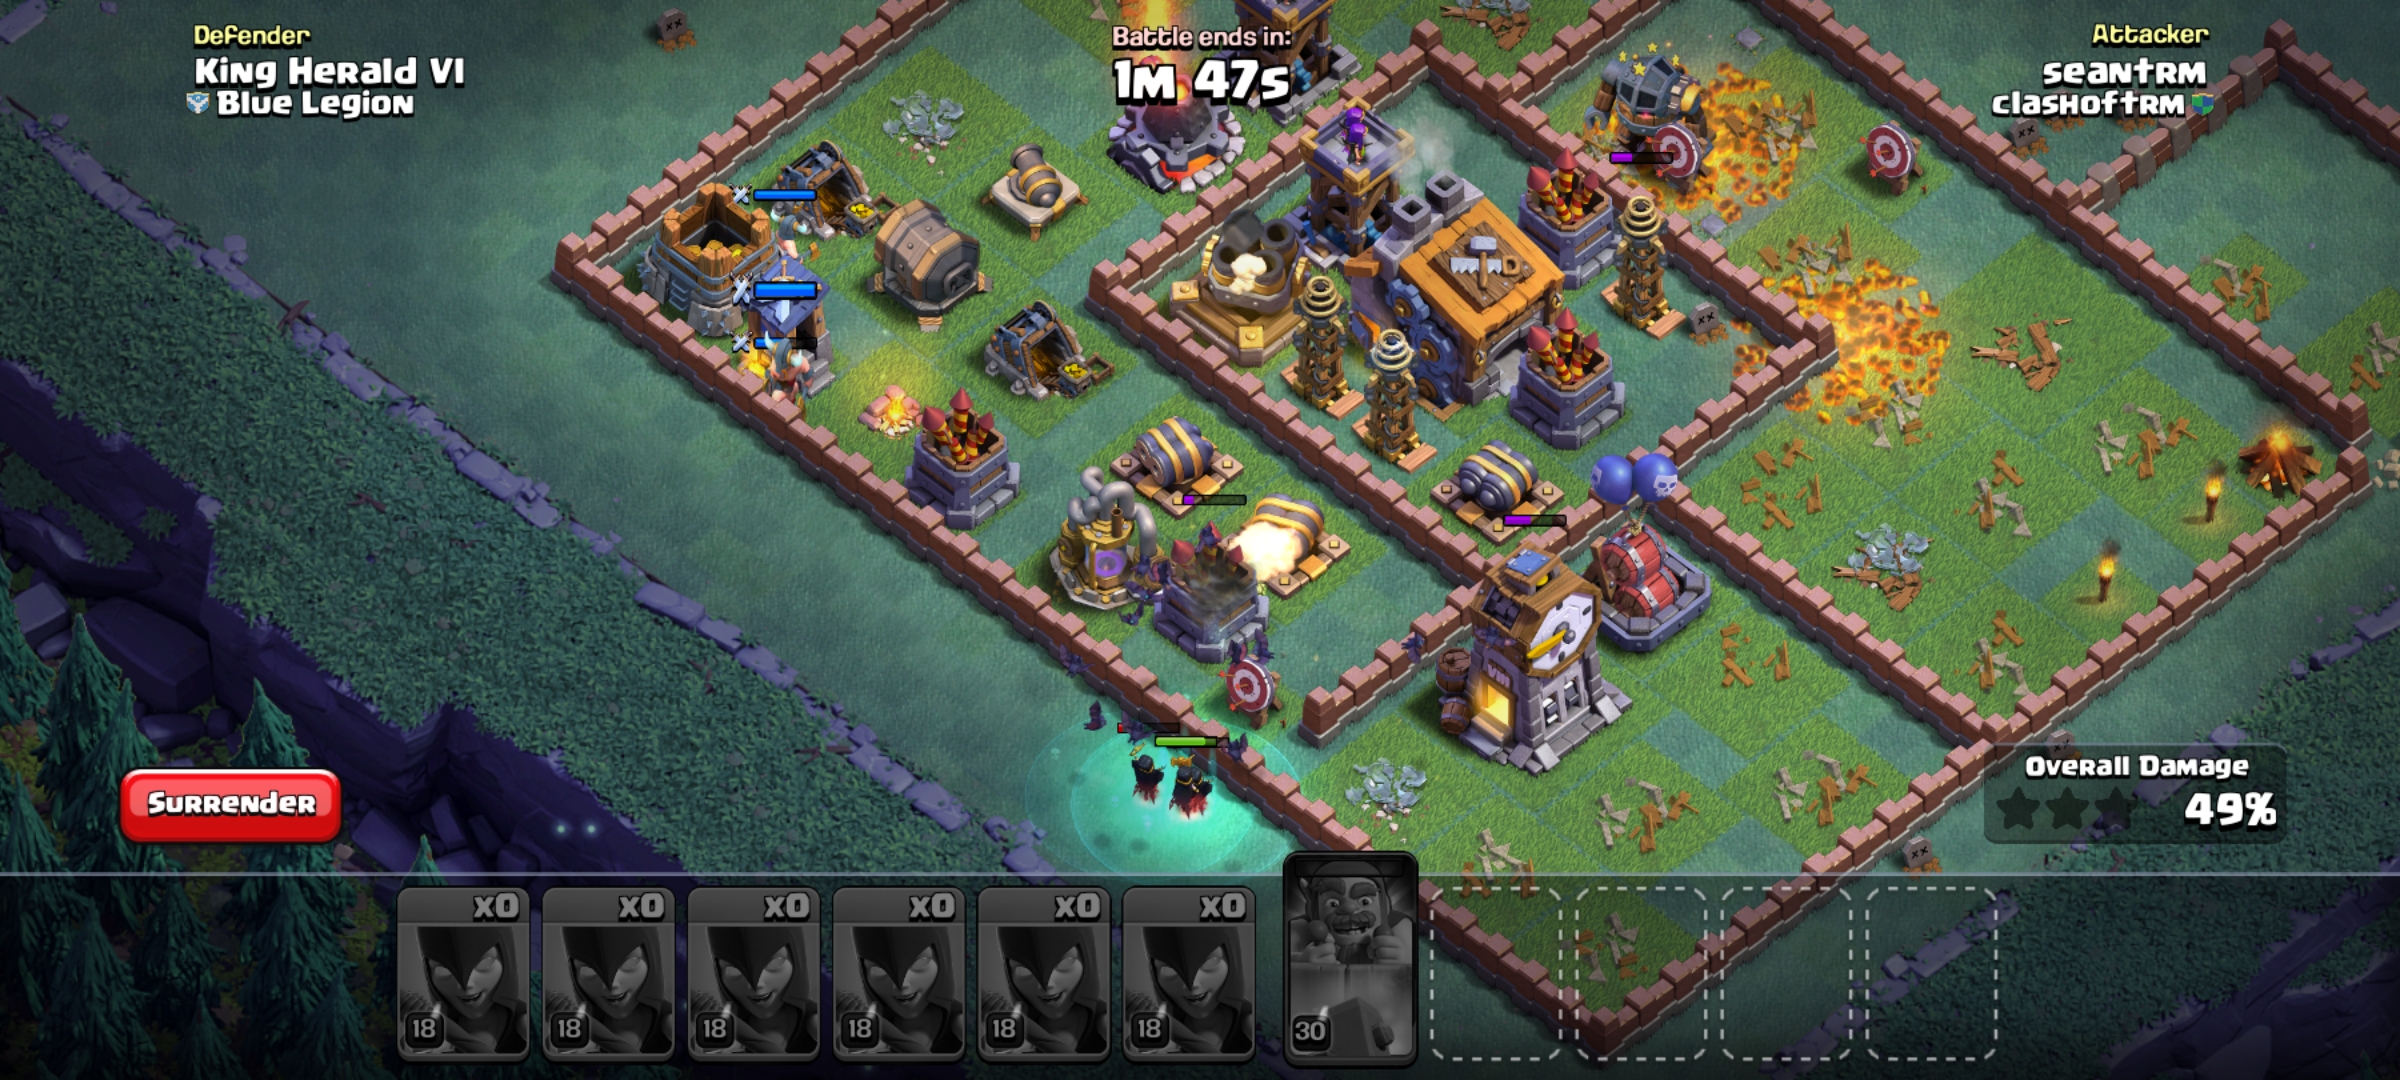 Defender
King Herald VI
Blue Legion
Battle ends in:
1M 47s
Attacker
seantRM
clashoftRM
Surrender
Overall Damage
49%
x0
x0
x0
x0
x0
x0
18
18
18
18
18
18
30